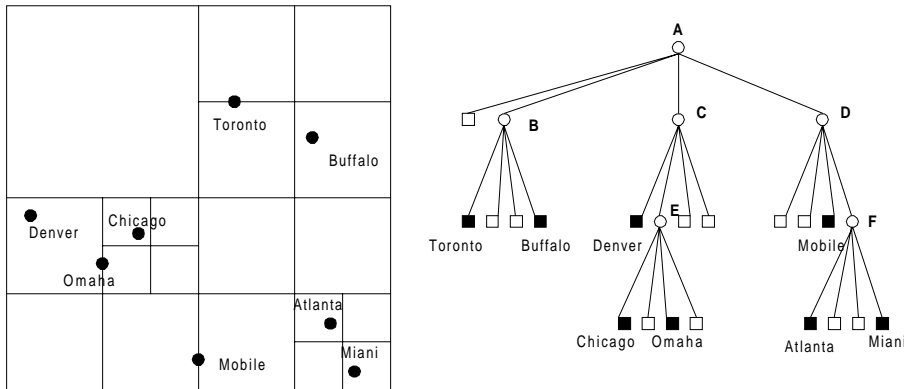 Toronto
Buffalo
Denver
Chicago
Omaha
Atlanta
Mobile
Miani
A
B
C
D
E
F
Toronto
Buffalo
Denver
Mobile
Chicago
Omaha
Atlanta
Miani